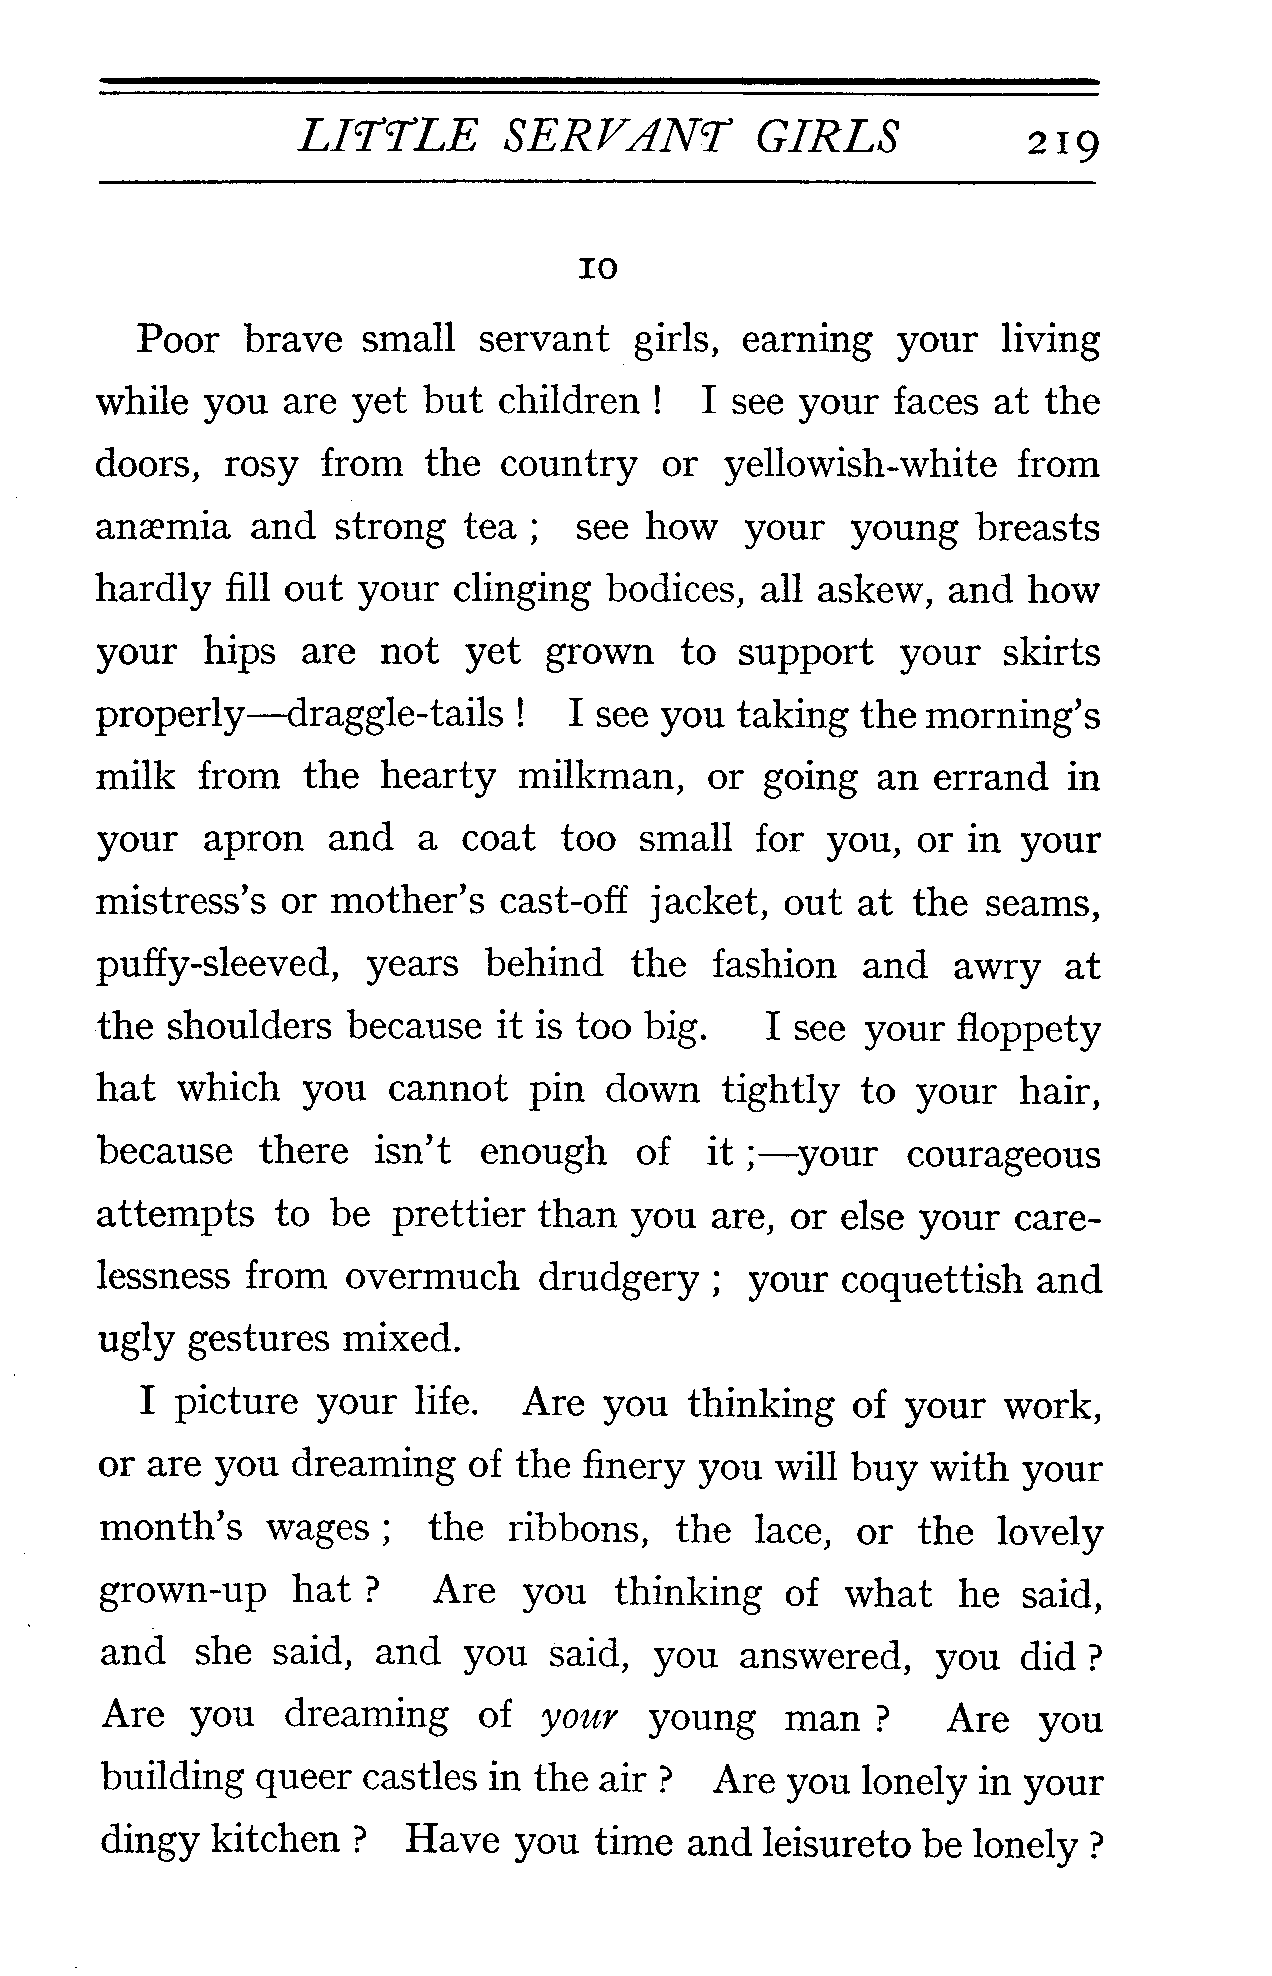 LITTLE SERVANT GIRLS 219
10
Poor brave small servant girls, earning your living
while you are yet but children ! I see your faces at the
doors, rosy from the country or yellowish-white from
anæmia and strong tea ; see how your young breasts
hardly fill out your clinging bodices, all askew, and how
your hips are not yet grown to support your skirts
properly—draggle-tails ! I see you taking the morning's
milk from the hearty milkman, or going an errand in
your apron and a coat too small for you, or in your
mistress's or mother's cast-off jacket, out at the seams,
puffy-sleeved, years behind the fashion and awry at
the shoulders because it is too big. I see your floppety
hat which you cannot pin down tightly to your hair,
because there isn't enough of it ;—your courageous
attempts to be prettier than you are, or else your care-
lessness from overmuch drudgery ; your coquettish and
ugly gestures mixed.
I picture your life. Are you thinking of your work,
or are you dreaming of the finery you will buy with your
month's wages ; the ribbons, the lace, or the lovely
grown-up hat ? Are you thinking of what he said,
and she said, and you said, you answered, you did ?
Are you dreaming of your young man ? Are you
building queer castles in the air ? Are you lonely in your
dingy kitchen ? Have you time and leisureto be lonely ?